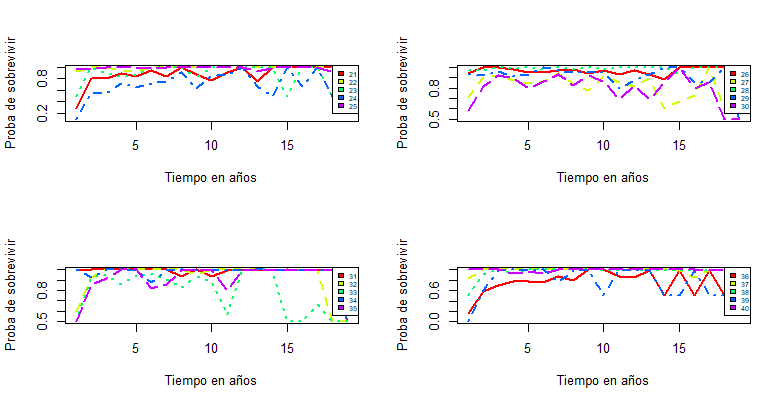 Proba de sobrevivir
0.2 0.8
21
22
23
24
25
5 10 15
Tiempo en años
Proba de sobrevivir
0.5 0.8
26
27
28
29
30
5 10 15
Tiempo en años
Proba de sobrevivir
0.5 0.8
31
32
33
34
35
5 10 15
Tiempo en años
Proba de sobrevivir
0.0 0.6
36
37
38
39
40
5 10 15
Tiempo en años